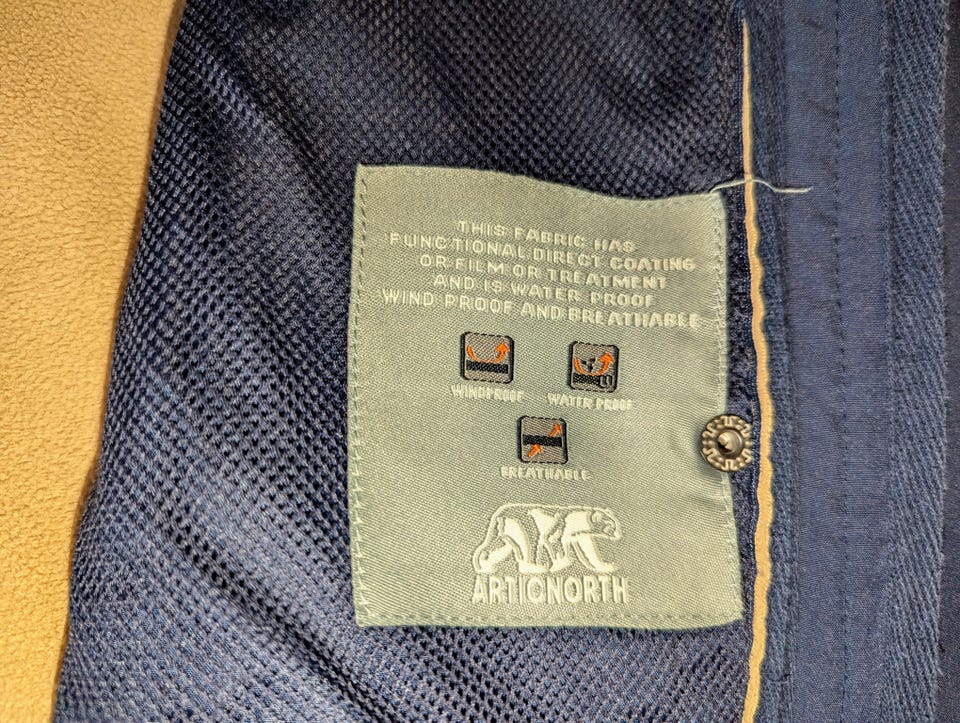 THIS FABRIC HAS
FUNCTIONAL DIRECT COATING
OR FILM OR TREATMENT
AND IS WATER PROOF
WIND PROOF AND BREATHABLE
WINDPROOF WATER PROOF
BREATHABLE
ARTICNORTH